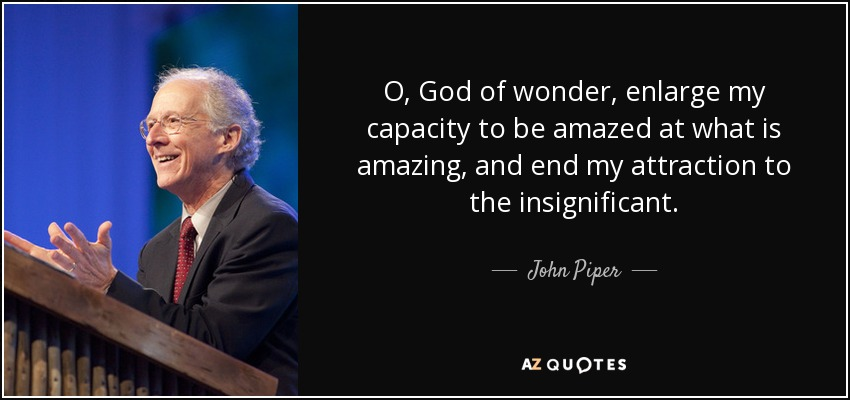 O, God of wonder, enlarge my
capacity to be amazed at what is
amazing, and end my attraction to
the insignificant.
John Piper
AZ QUOTES